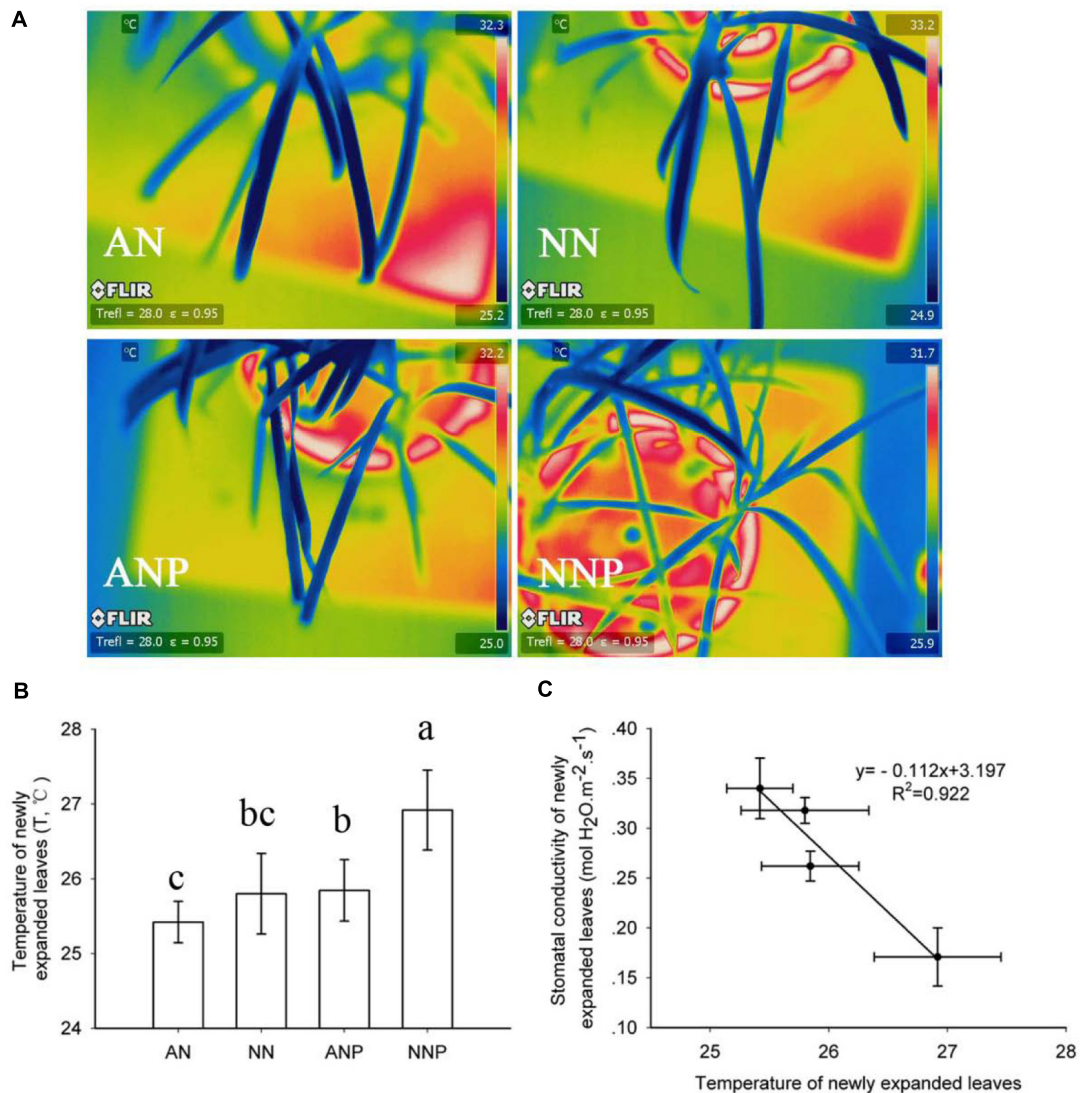 A
°C
32.3
AN
FLIR
Trefl = 28.0 ε = 0.95
25.2
°C
33.2
NN
FLIR
Trefl = 28.0 ε = 0.95
24.9
°C
32.2
ANP
FLIR
Trefl = 28.0 ε = 0.95
25.0
°C
31.7
NNP
FLIR
Trefl = 28.0 ε = 0.95
25.9
B
Temperature of newly
expanded leaves (T, ℃)
28
27
26
25
24
c
bc
b
a
AN NN ANP NNP
C
Stomatal conductivity of newly
expanded leaves (mol H₂O.m⁻².s⁻¹)
.40
.35
.30
.25
.20
.15
.10
y= - 0.112x+3.197
R²=0.922
25 26 27 28
Temperature of newly expanded leaves